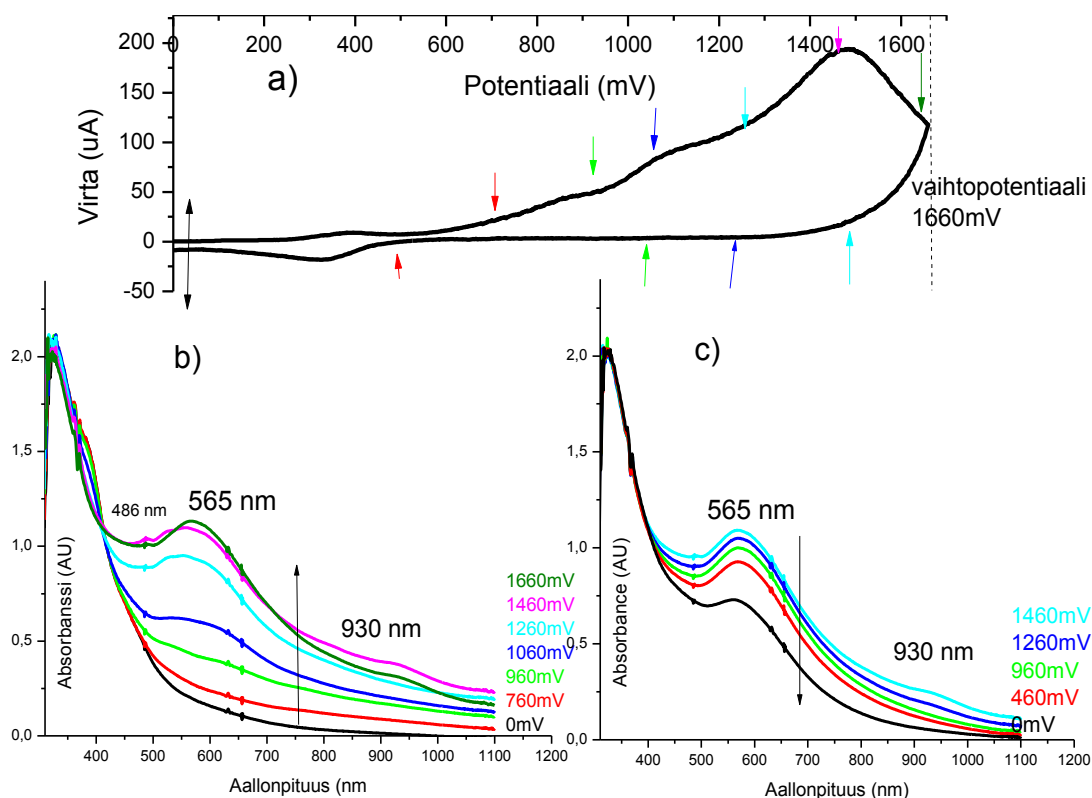 0 200 400 600 800 1000 1200 1400 1600
200
150
100
50
0
-50
Virta (uA)
a)
Potentiaali (mV)
vaihtopotentiaali
1660mV
b)
2,0
1,5
1,0
0,5
0,0
Absorbanssi (AU)
486 nm
565 nm
930 nm
1660mV
1460mV
1260mV
1060mV
960mV
760mV
0mV
400 500 600 700 800 900 1000 1100 1200
Aallonpituus (nm
c)
2,0
1,5
1,0
0,5
0,0
Absorbance (AU)
565 nm
930 nm
1460mV
1260mV
960mV
460mV
0mV
400 500 600 700 800 900 1000 1100 1200
Aallonpituus (nm)